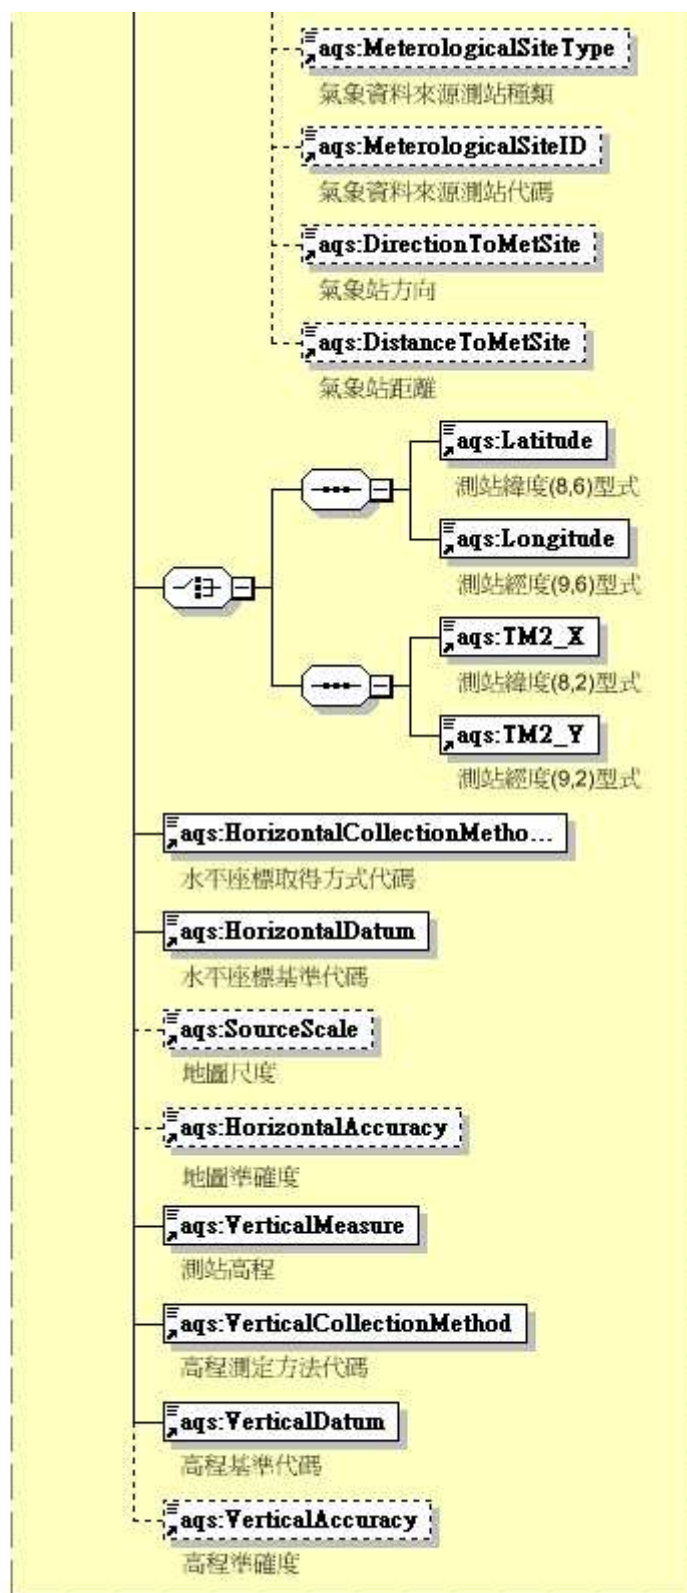 aqs:MeterologicalSiteType
氣象資料來源測站種類
aqs:MeterologicalSiteID
氣象資料來源測站代碼
aqs:DirectionToMetSite
氣象站方向
aqs:DistanceToMetSite
氣象站距離
aqs:Latitude
測站緯度(8,6)型式
aqs:Longitude
測站經度(9,6)型式
aqs:TM2_X
測站緯度(8,2)型式
aqs:TM2_Y
測站經度(9,2)型式
aqs:HorizontalCollectionMetho...
水平座標取得方式代碼
aqs:HorizontalDatum
水平座標基準代碼
aqs:SourceScale
地圖尺度
aqs:HorizontalAccuracy
地圖準確度
aqs:VerticalMeasure
測站高程
aqs:VerticalCollectionMethod
高程測定方法代碼
aqs:VerticalDatum
高程基準代碼
aqs:VerticalAccuracy
高程準確度